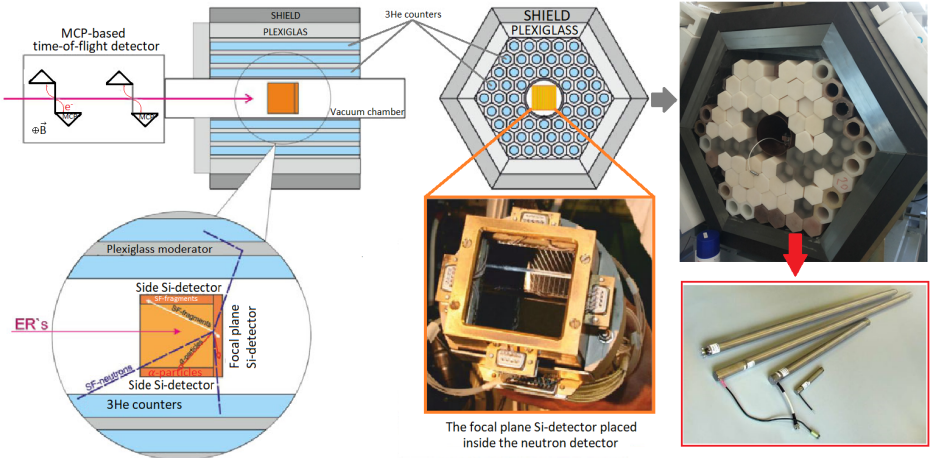 MCP-based
time-of-flight detector
e⁻
MCP
MCP
⊕B⃗
SHIELD
PLEXIGLAS
3He counters
Vacuum chamber
SHIELD
PLEXIGLASS
Plexiglass moderator
Side Si-detector
SF-fragments
SF-fragments
ER`s
α-particles
α-particles
Focal plane
Si-detector
SF-neutrons
Side Si-detector
3He counters
The focal plane Si-detector placed
inside the neutron detector